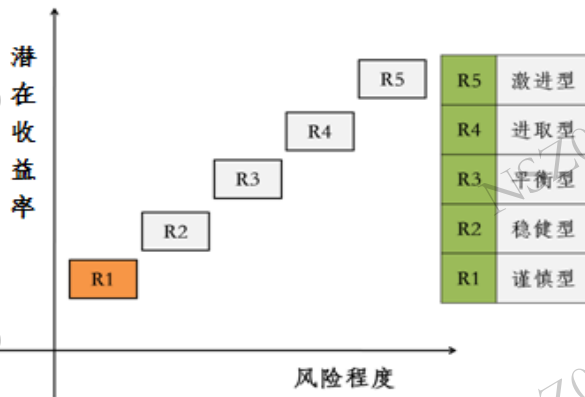 潜在收益率
R5
R4
R3
R2
R1
风险程度
R5 激进型
R4 进取型
R3 平衡型
R2 稳健型
R1 谨慎型